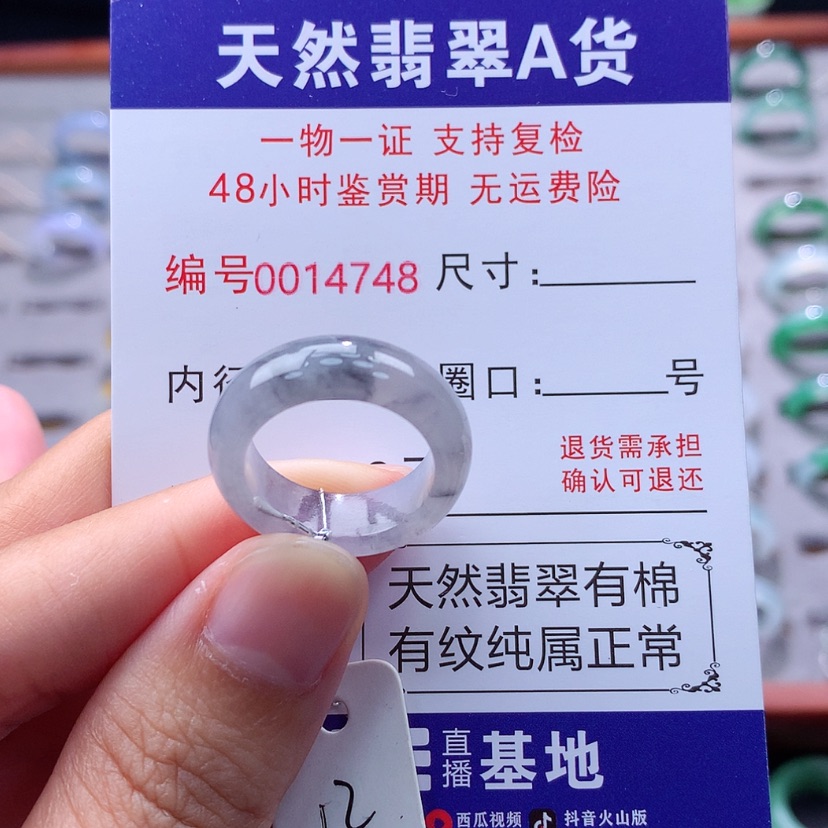 天然翡翠A货
一物一证 支持复检
48小时鉴赏期 无运费险
编号0014748 尺寸:
内径 圈口: 号
退货需承担
确认可退还
天然翡翠有棉
有纹纯属正常
直播基地
西瓜视频 抖音火山版
12